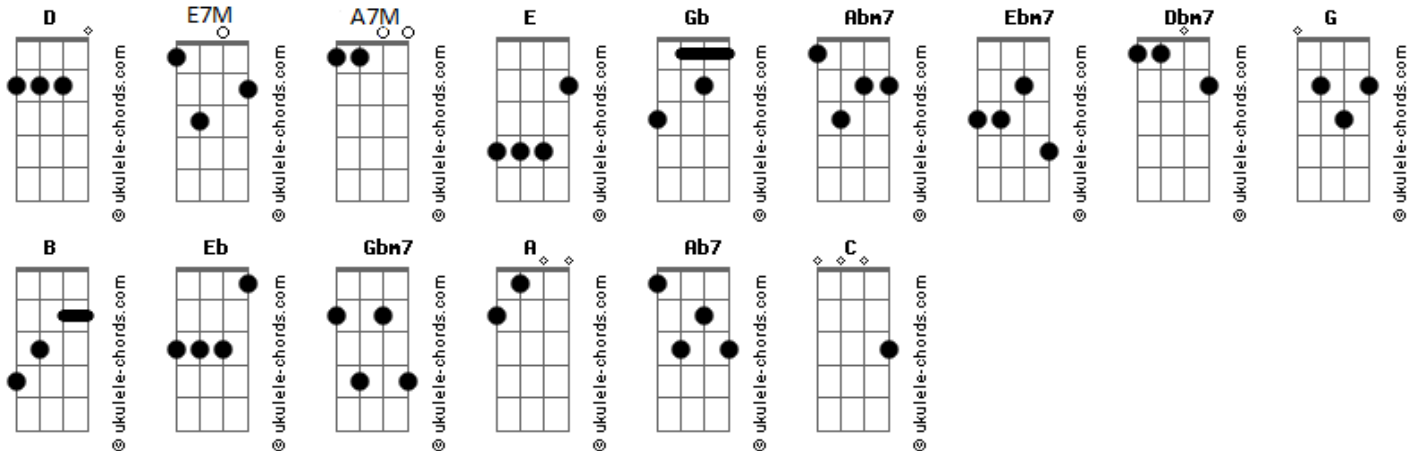 D E7M A7M E Gb Abm7 Ebm7 Dbm7 G
© ukulele-chords.com © ukulele-chords.com © ukulele-chords.com © ukulele-chords.com © ukulele-chords.com © ukulele-chords.com © ukulele-chords.com © ukulele-chords.com © ukulele-chords.com
B Eb Gbm7 A Ab7 C
© ukulele-chords.com © ukulele-chords.com © ukulele-chords.com © ukulele-chords.com © ukulele-chords.com © ukulele-chords.com